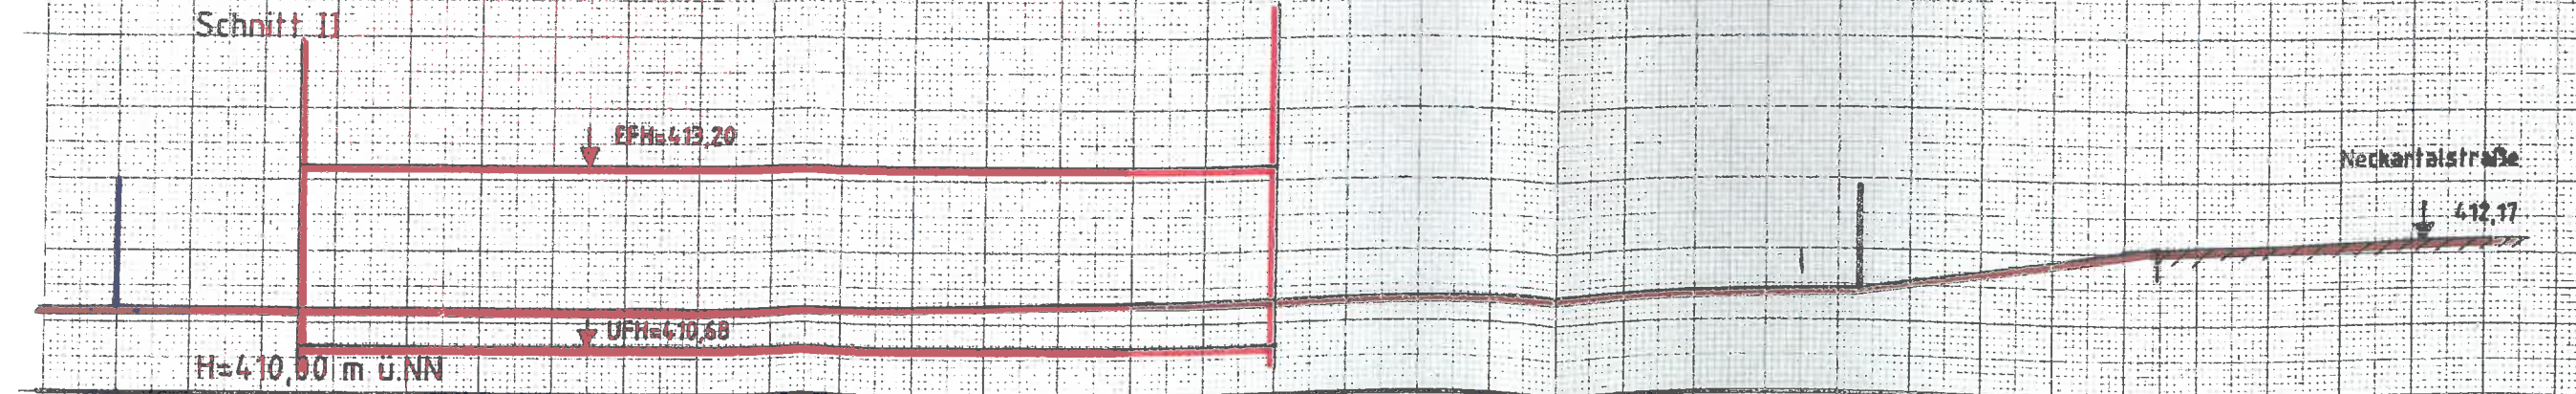 Schnitt II
EFH=413,20
Neckartalstraße
412,17
UFH=410,68
H=410,00 m ü.NN